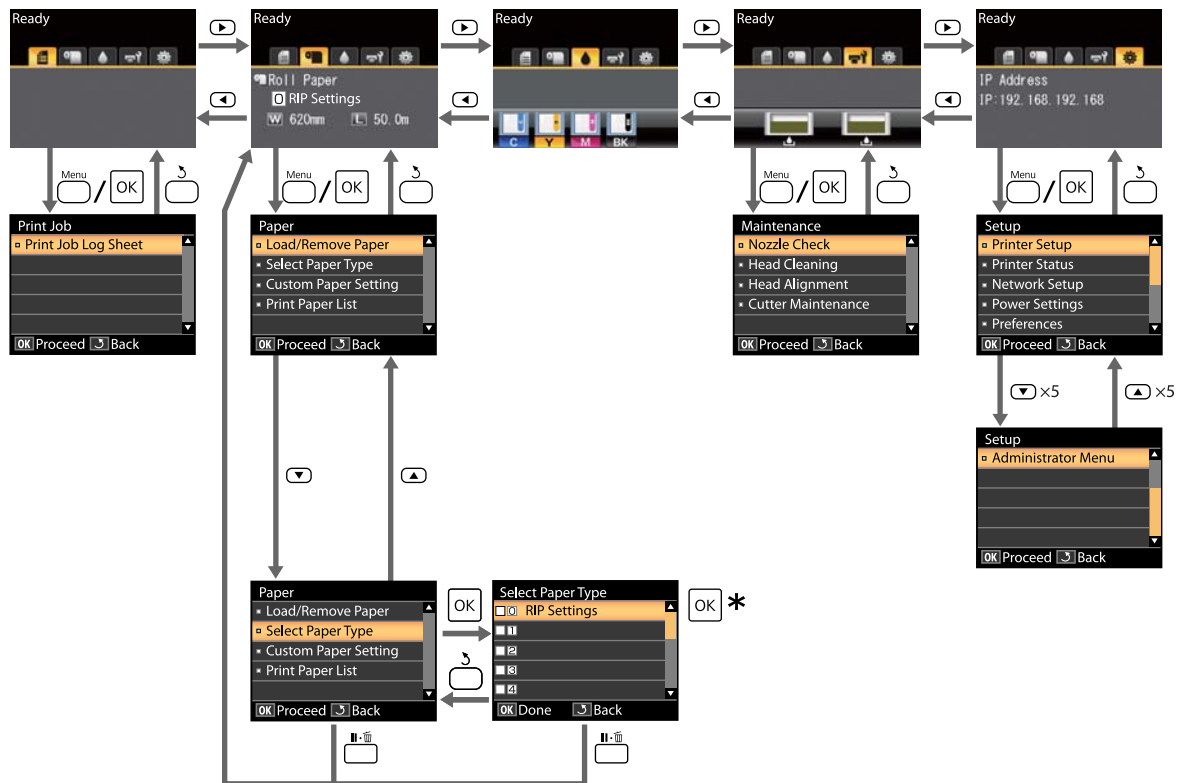 Ready
Ready
Roll Paper
0 RIP Settings
W 620mm L 50.0m
Ready
C Y M BK
Ready
Ready
IP Address
IP:192.168.192.168
Menu / OK
Menu / OK
Menu / OK
Menu / OK
Print Job
Print Job Log Sheet
OK Proceed Back
Paper
Load/Remove Paper
Select Paper Type
Custom Paper Setting
Print Paper List
OK Proceed Back
Maintenance
Nozzle Check
Head Cleaning
Head Alignment
Cutter Maintenance
OK Proceed Back
Setup
Printer Setup
Printer Status
Network Setup
Power Settings
Preferences
OK Proceed Back
×5
×5
Setup
Administrator Menu
OK Proceed Back
Paper
Load/Remove Paper
Select Paper Type
Custom Paper Setting
Print Paper List
OK Proceed Back
OK
Select Paper Type
0 RIP Settings
1
2
3
4
OK Done Back
OK *